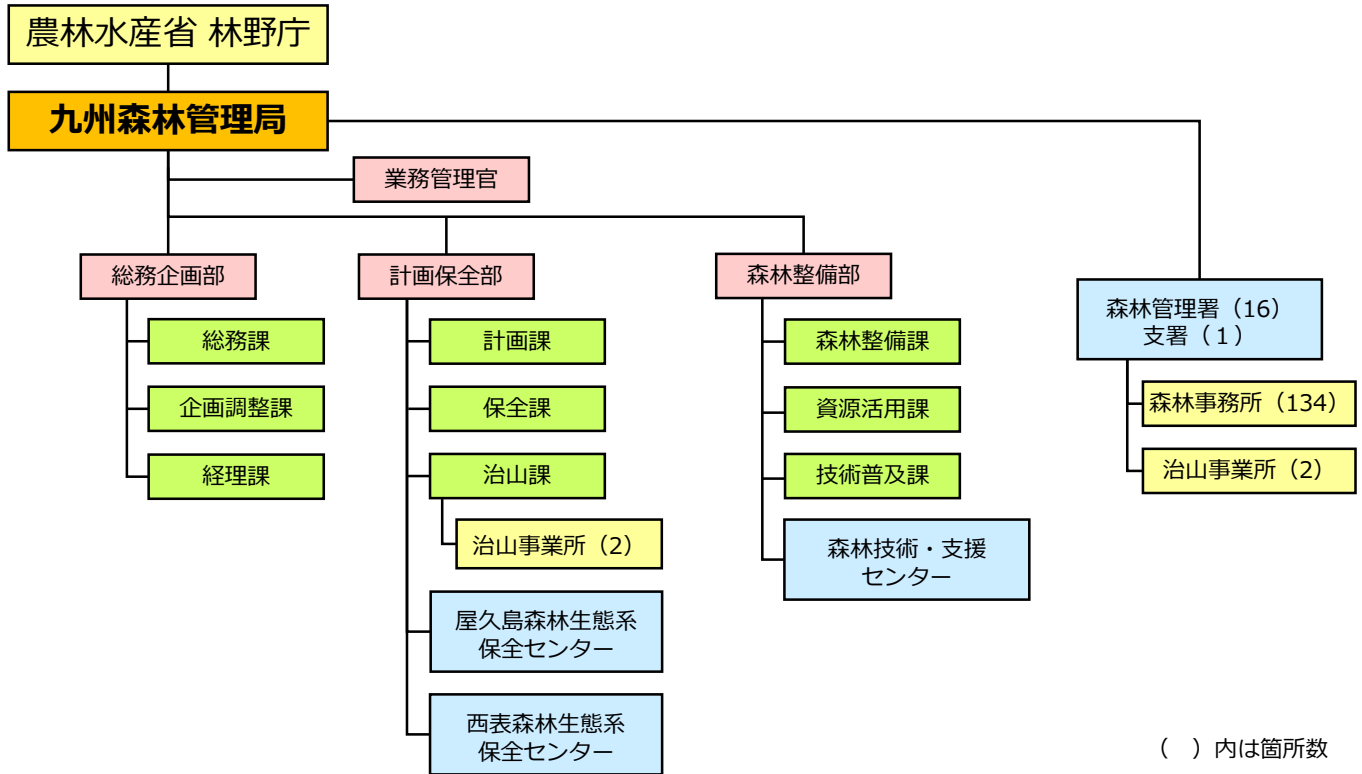 農林水産省 林野庁
九州森林管理局
業務管理官
総務企画部
総務課
企画調整課
経理課
計画保全部
計画課
保全課
治山課
治山事業所（2）
屋久島森林生態系
保全センター
西表森林生態系
保全センター
森林整備部
森林整備課
資源活用課
技術普及課
森林技術・支援
センター
森林管理署（16）
支署（１）
森林事務所（134）
治山事業所（2）
（　）内は箇所数